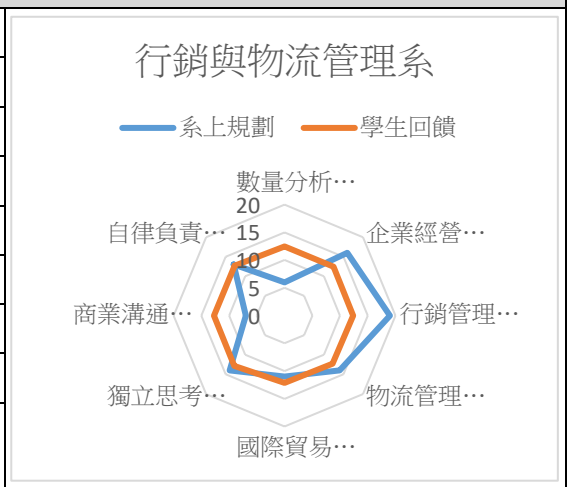 行銷與物流管理系
系上規劃 學生回饋
數量分析…
企業經營…
行銷管理…
物流管理…
國際貿易…
獨立思考…
商業溝通…
自律負責…
20
15
10
5
0